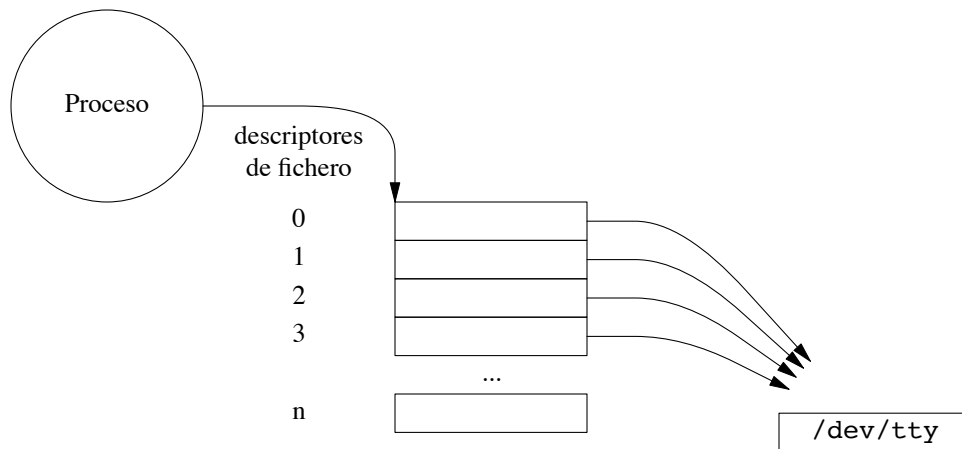 Proceso
descriptores
de fichero
0
1
2
3
...
n
/dev/tty